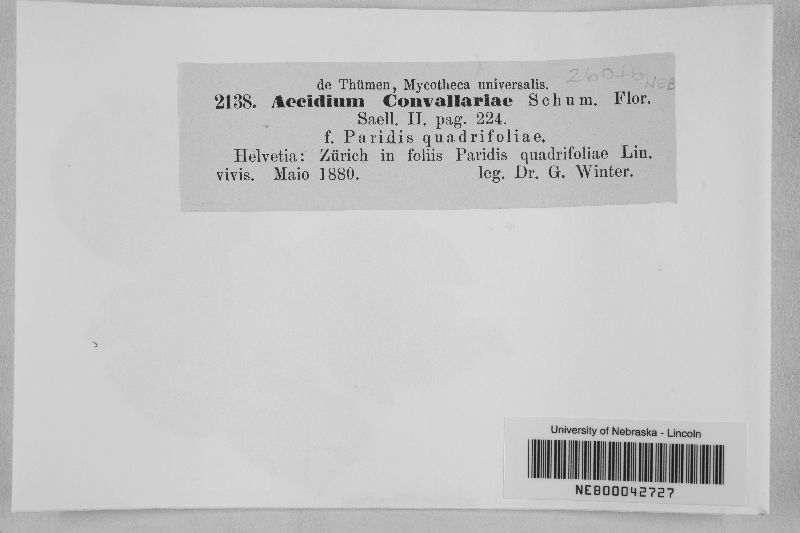 de Thümen, Mycotheca universalis.
26046 NEB
2138. Aecidium Convallariae Schum. Flor.
Saell. II. pag. 224.
f. Paridis quadrifoliae.
Helvetia: Zürich in foliis Paridis quadrifoliae Lin.
vivis. Maio 1880. leg. Dr. G. Winter.
University of Nebraska - Lincoln
NEB00042727